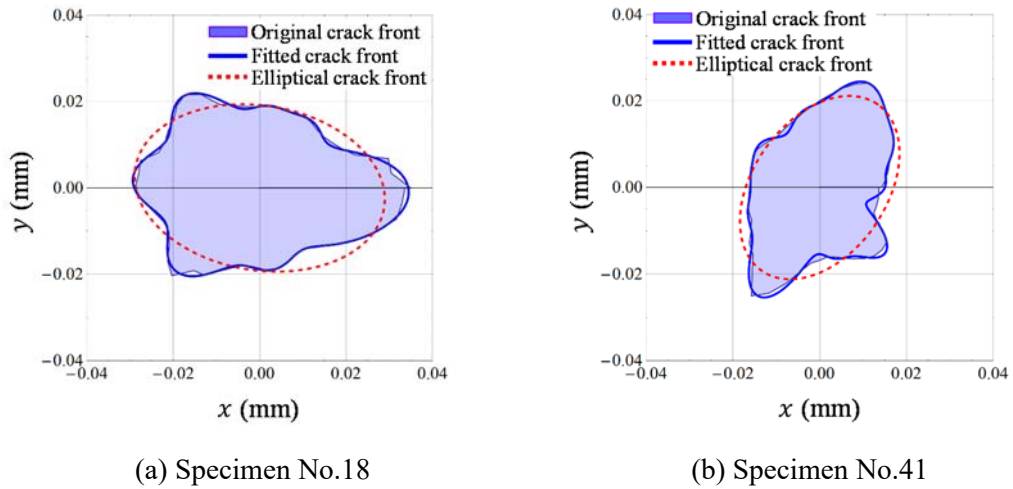 0.04
Original crack front
Fitted crack front
Elliptical crack front
0.02
y (mm)
0.00
−0.02
−0.04
−0.04
−0.02
0.00
0.02
0.04
x (mm)
(a) Specimen No.18
0.04
Original crack front
Fitted crack front
Elliptical crack front
0.02
y (mm)
0.00
−0.02
−0.04
−0.04
−0.02
0.00
0.02
0.04
x (mm)
(b) Specimen No.41